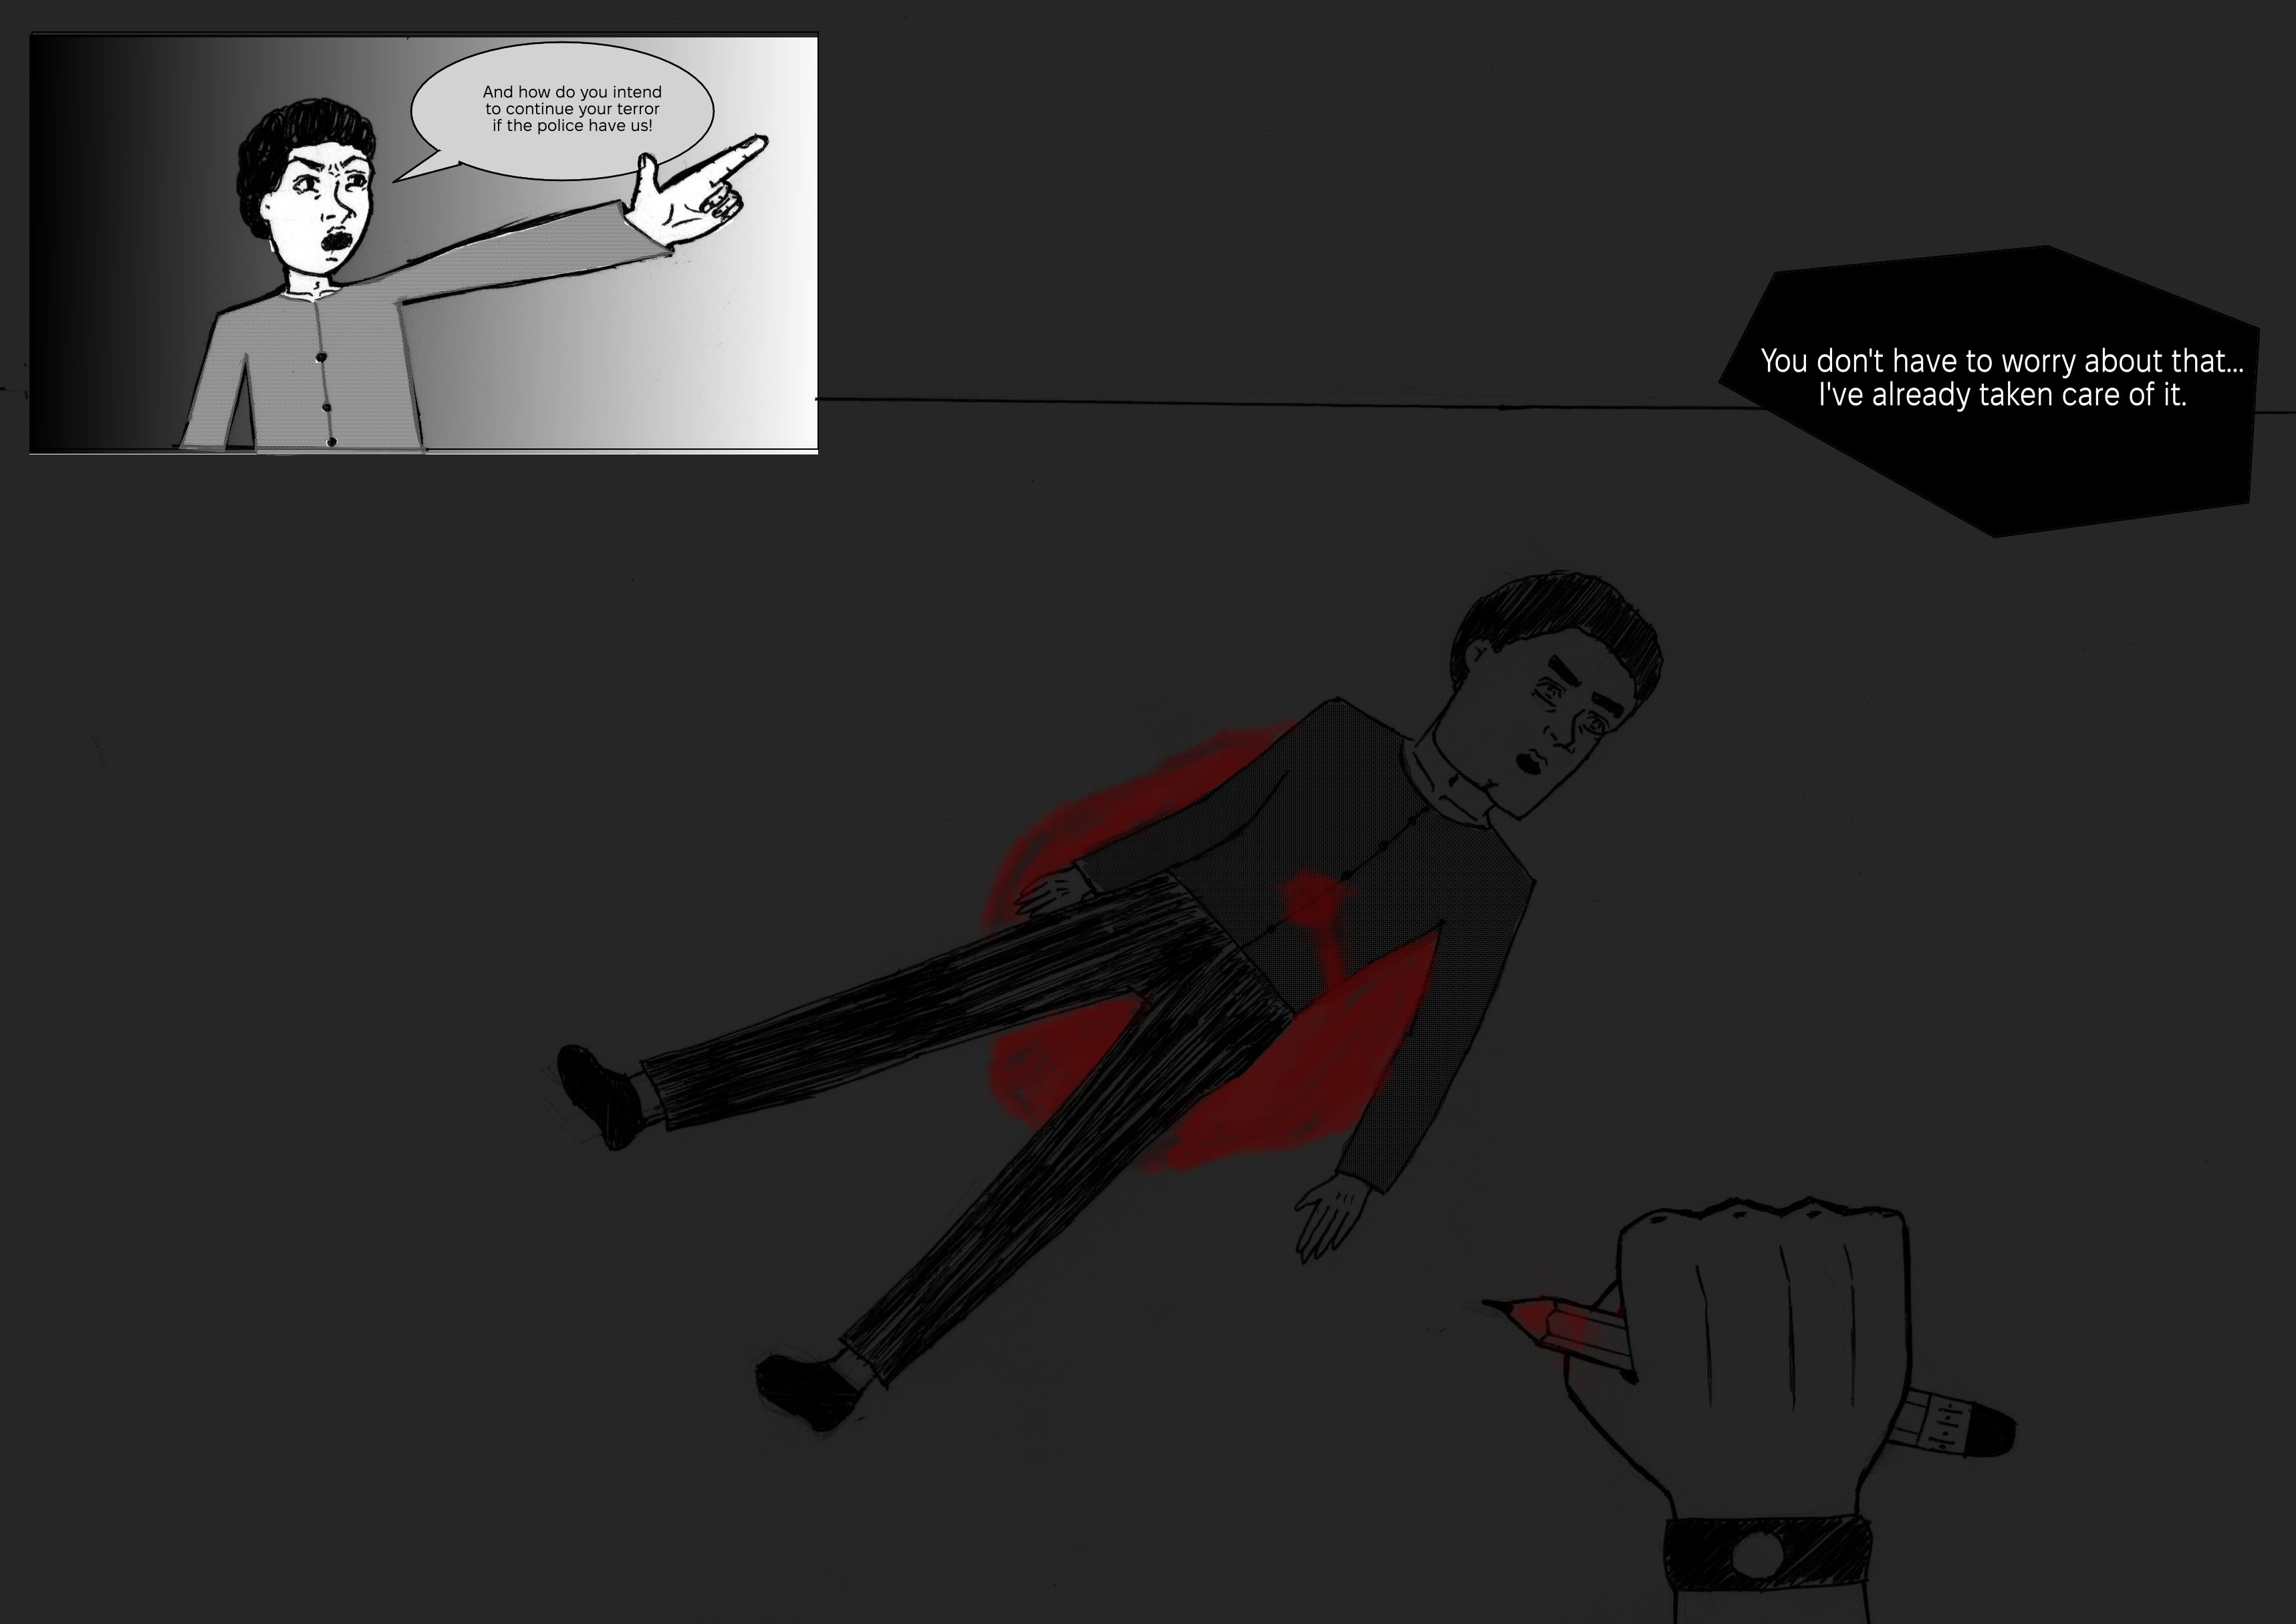 And how do you intend
to continue your terror
if the police have us!
You don't have to worry about that...
I've already taken care of it.